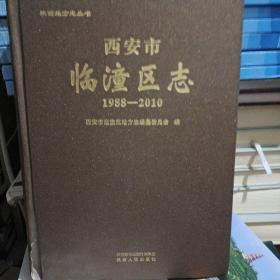 陕西地方志丛书
西安市
临潼区志
1988—2010
西安市临潼区地方志编纂委员会 编
陕西人民出版社